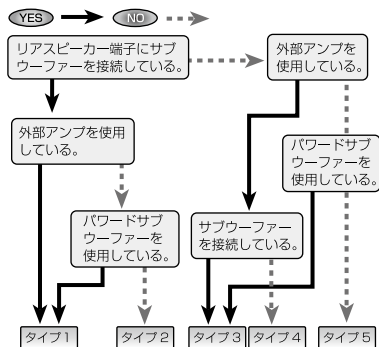 YES NO
リアスピーカー端子にサブ
ウーファーを接続している。
外部アンプを
使用している。
外部アンプを使用
している。
パワードサブ
ウーファーを
使用している。
パワードサブ
ウーファーを
使用している。
サブウーファー
を接続している。
タイプ1 タイプ2 タイプ3 タイプ4 タイプ5